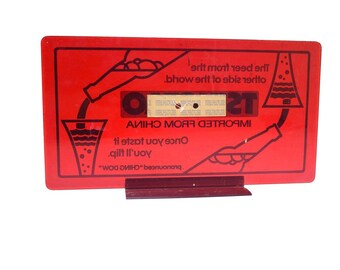 The beer from the
other side of the world.
TS O
IMPORTED FROM CHINA
Once you taste it
you'll flip.
pronounced "CHING DOW"